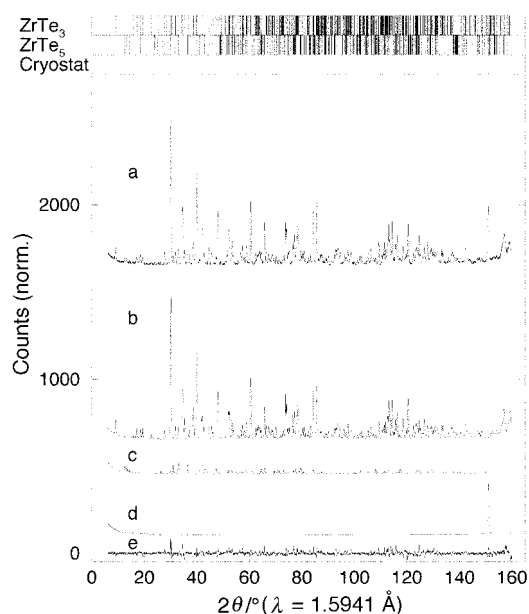 ZrTe3
ZrTe5
Cryostat
a
2000
b
1000
c
d
e
0
Counts (norm.)
0 20 40 60 80 100 120 140 160
2θ/°(λ = 1.5941 Å)